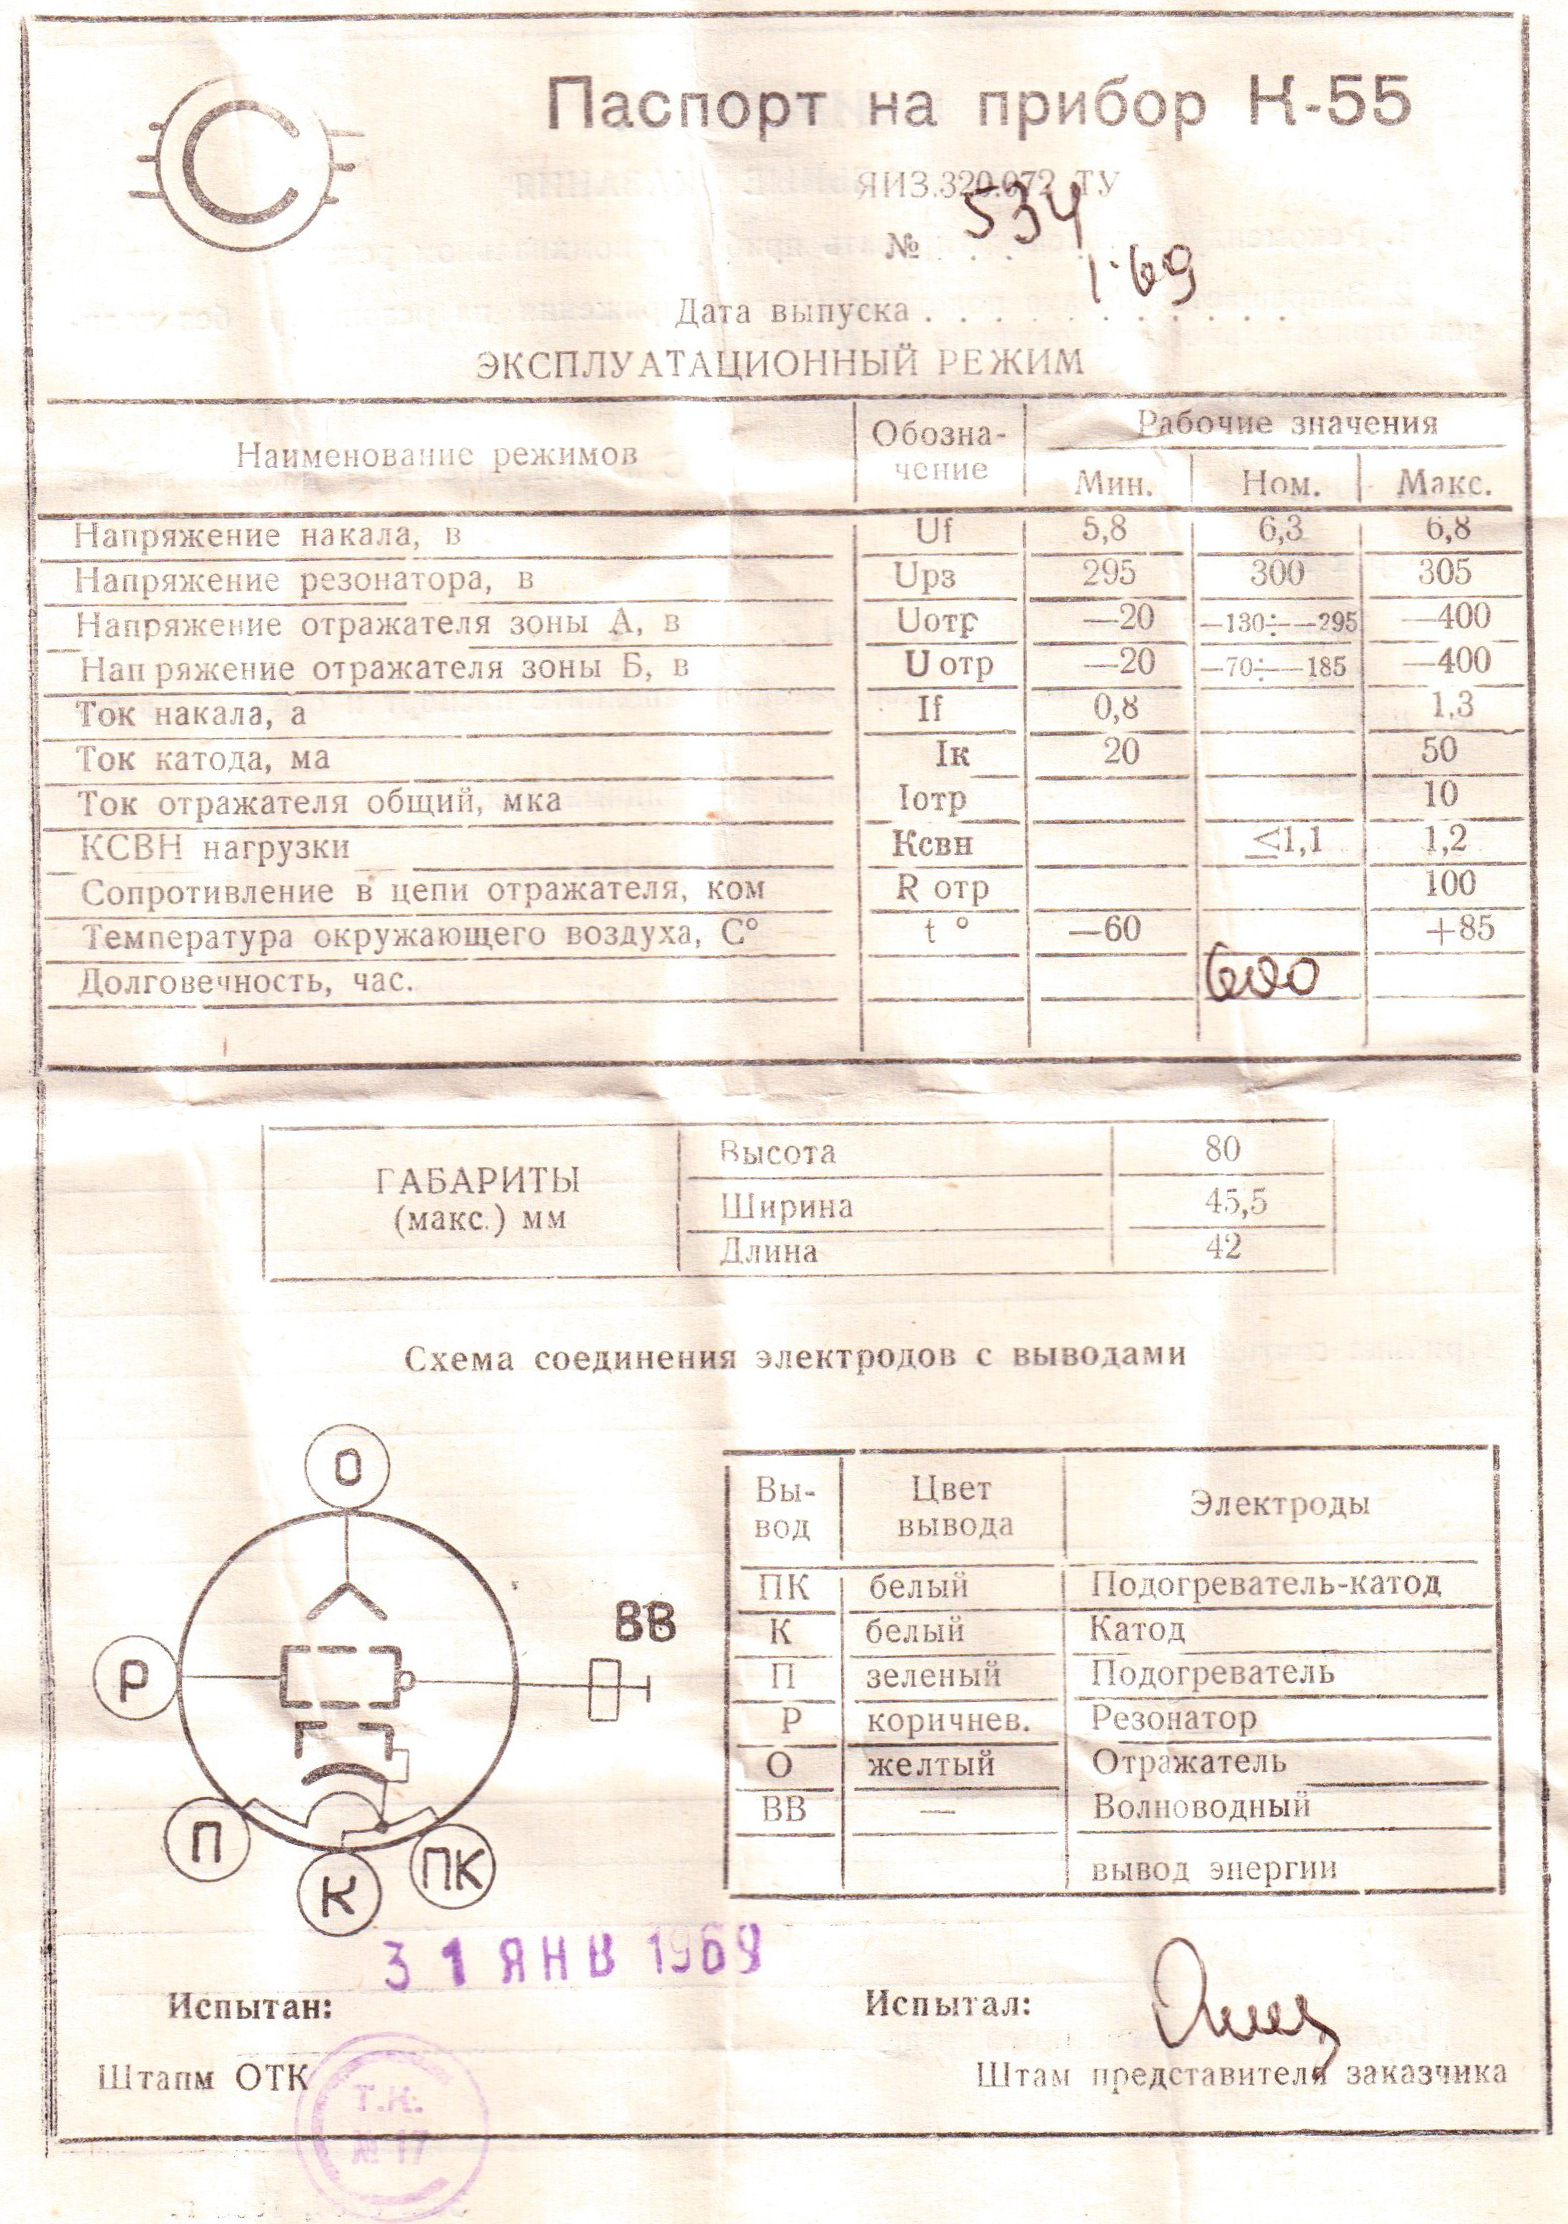 Паспорт на прибор К-55
ЯИЗ.320.072 ТУ
№ . . . 534
Дата выпуска . . . . . . . . . . . 1·69
ЭКСПЛУАТАЦИОННЫЙ РЕЖИМ
Наименование режимов Обозна- Рабочие значения
чение Мин. Ном. Макс.
Напряжение накала, в Uf 5,8 6,3 6,8
Напряжение резонатора, в Uрз 295 300 305
Напряжение отражателя зоны А, в Uотр —20 —130÷—295 —400
Напряжение отражателя зоны Б, в U отр —20 —70÷—185 —400
Ток накала, а If 0,8 1,3
Ток катода, ма Iк 20 50
Ток отражателя общий, мка Iотр 10
КСВН нагрузки Ксвн ≤1,1 1,2
Сопротивление в цепи отражателя, ком R отр 100
Температура окружающего воздуха, С° t ° —60 +85
Долговечность, час. 600
ГАБАРИТЫ
(макс.) мм
Высота 80
Ширина 45,5
Длина 42
Схема соединения электродов с выводами
О
Р
ВВ
П
К
ПК
Вы- Цвет Электроды
вод вывода
ПК белый Подогреватель-катод
К белый Катод
П зеленый Подогреватель
Р коричнев. Резонатор
О желтый Отражатель
ВВ — Волноводный
вывод энергии
31 ЯНВ 1969
Испытан: Испытал:
Штапм ОТК Штам представителя заказчика
Т.К.
№ 17